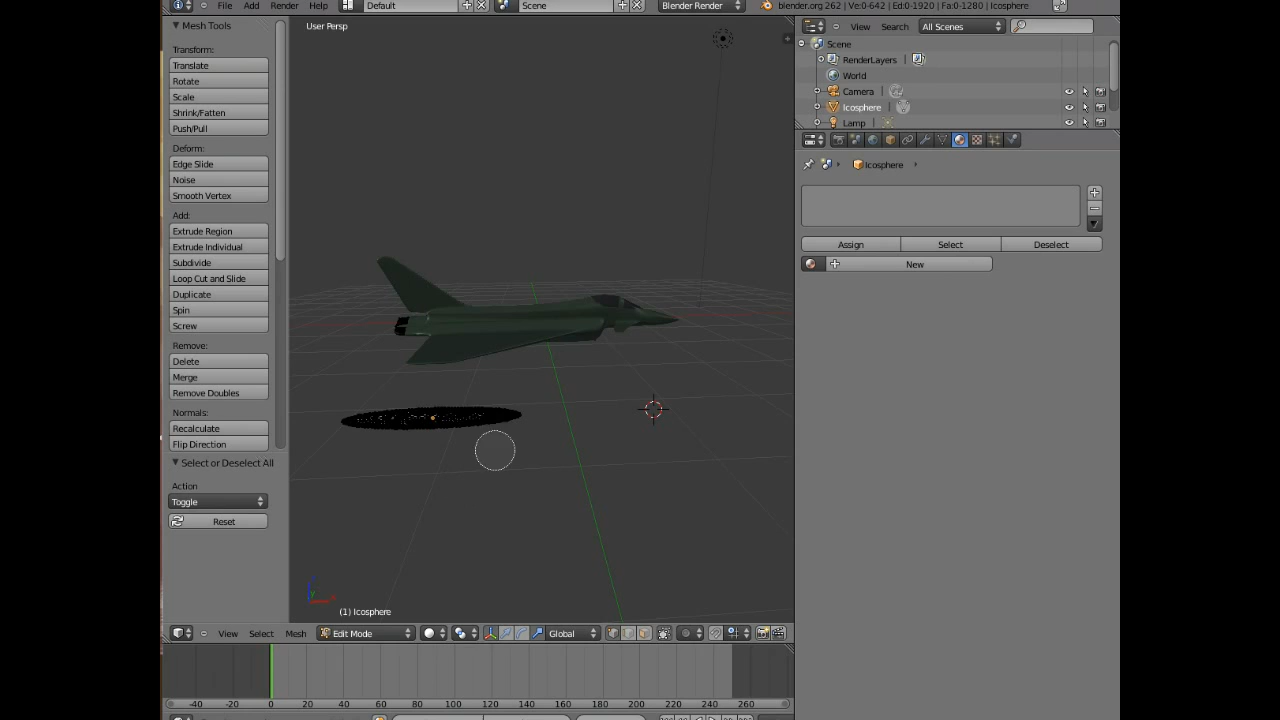 File Add Render Help Default Scene Blender Render blender.org 262 | Ve:0-642 | Ed:0-1920 | Fa:0-1280 | Icosphere
Mesh Tools
Transform:
Translate
Rotate
Scale
Shrink/Fatten
Push/Pull
Deform:
Edge Slide
Noise
Smooth Vertex
Add:
Extrude Region
Extrude Individual
Subdivide
Loop Cut and Slide
Duplicate
Spin
Screw
Remove:
Delete
Merge
Remove Doubles
Normals:
Recalculate
Flip Direction
Select or Deselect All
Action
Toggle
Reset
User Persp
(1) Icosphere
View Select Mesh Edit Mode Global
-40 -20 0 20 40 60 80 100 120 140 160 180 200 220 240 260
View Search All Scenes
Scene
RenderLayers
World
Camera
Icosphere
Lamp
Icosphere
Assign Select Deselect
New